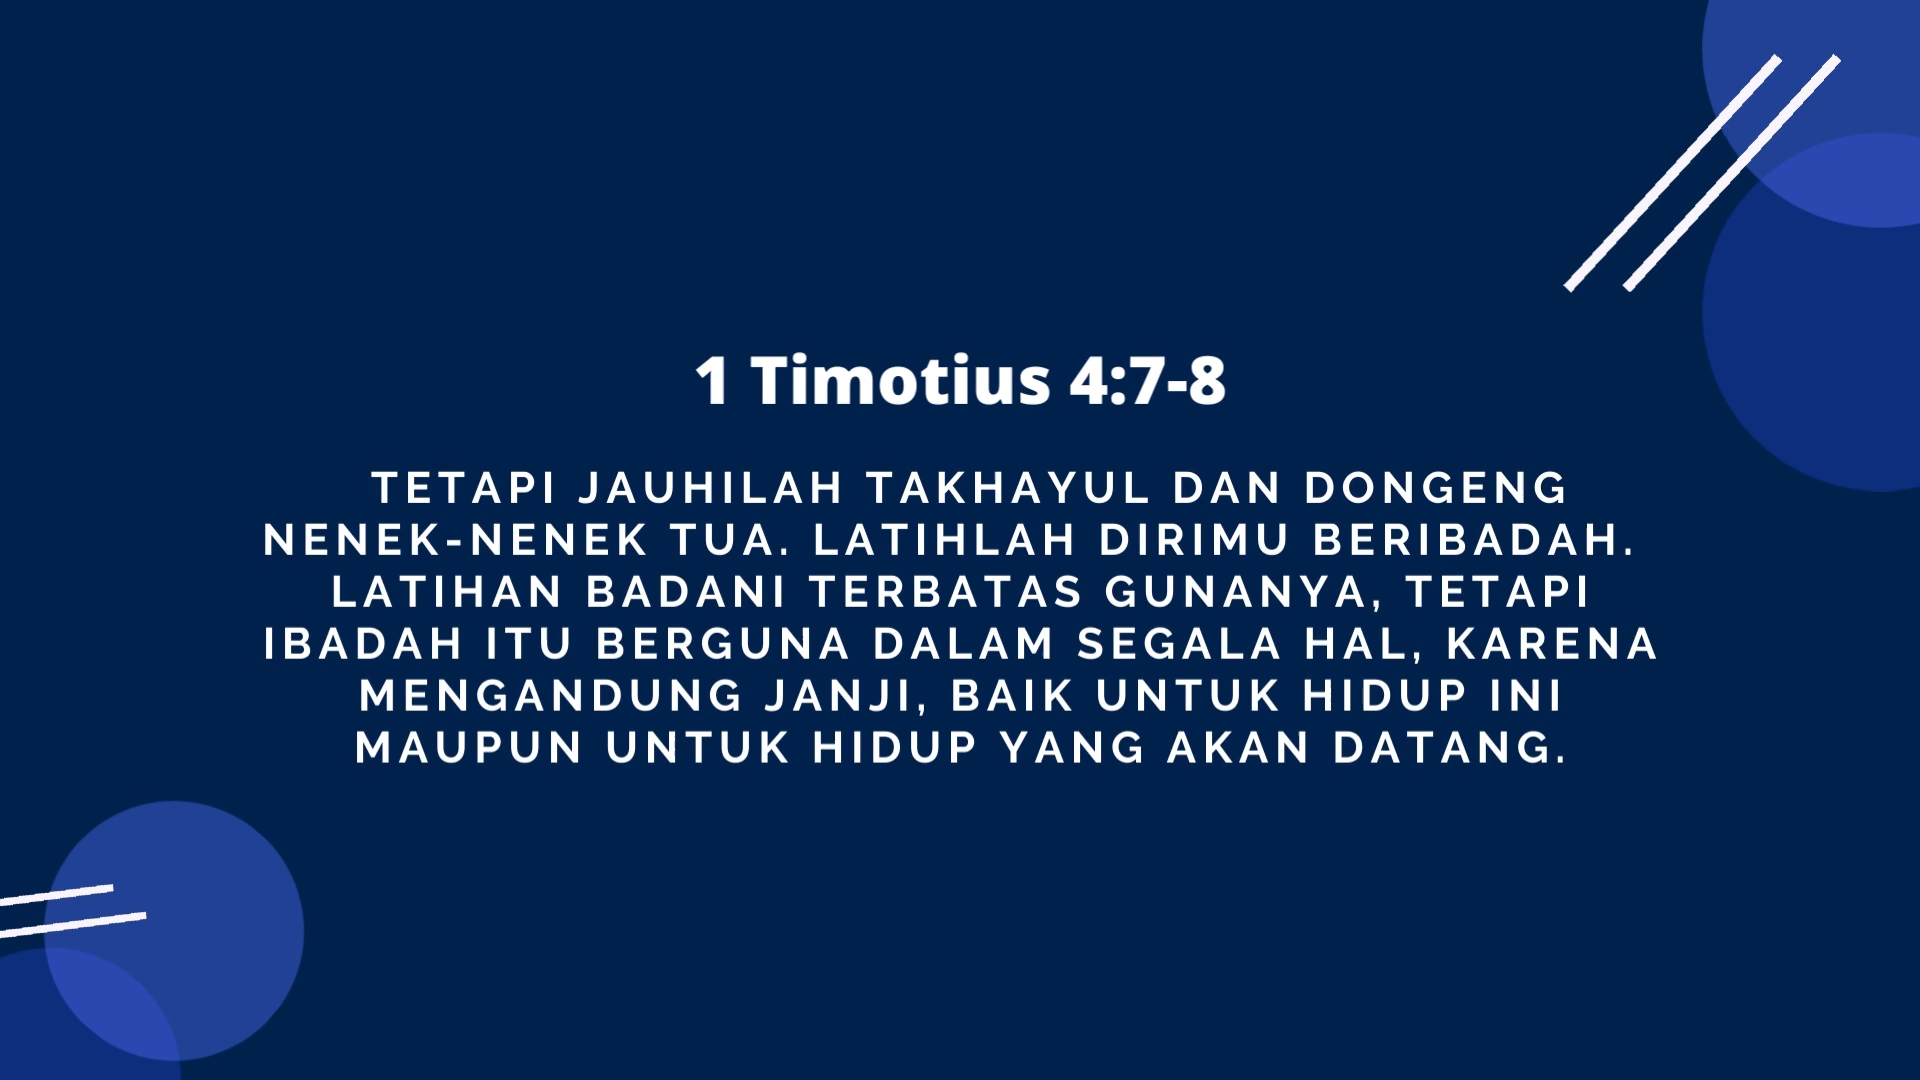 1 Timotius 4:7-8
TETAPI JAUHILAH TAKHAYUL DAN DONGENG
NENEK-NENEK TUA. LATIHLAH DIRIMU BERIBADAH.
LATIHAN BADANI TERBATAS GUNANYA, TETAPI
IBADAH ITU BERGUNA DALAM SEGALA HAL, KARENA
MENGANDUNG JANJI, BAIK UNTUK HIDUP INI
MAUPUN UNTUK HIDUP YANG AKAN DATANG.